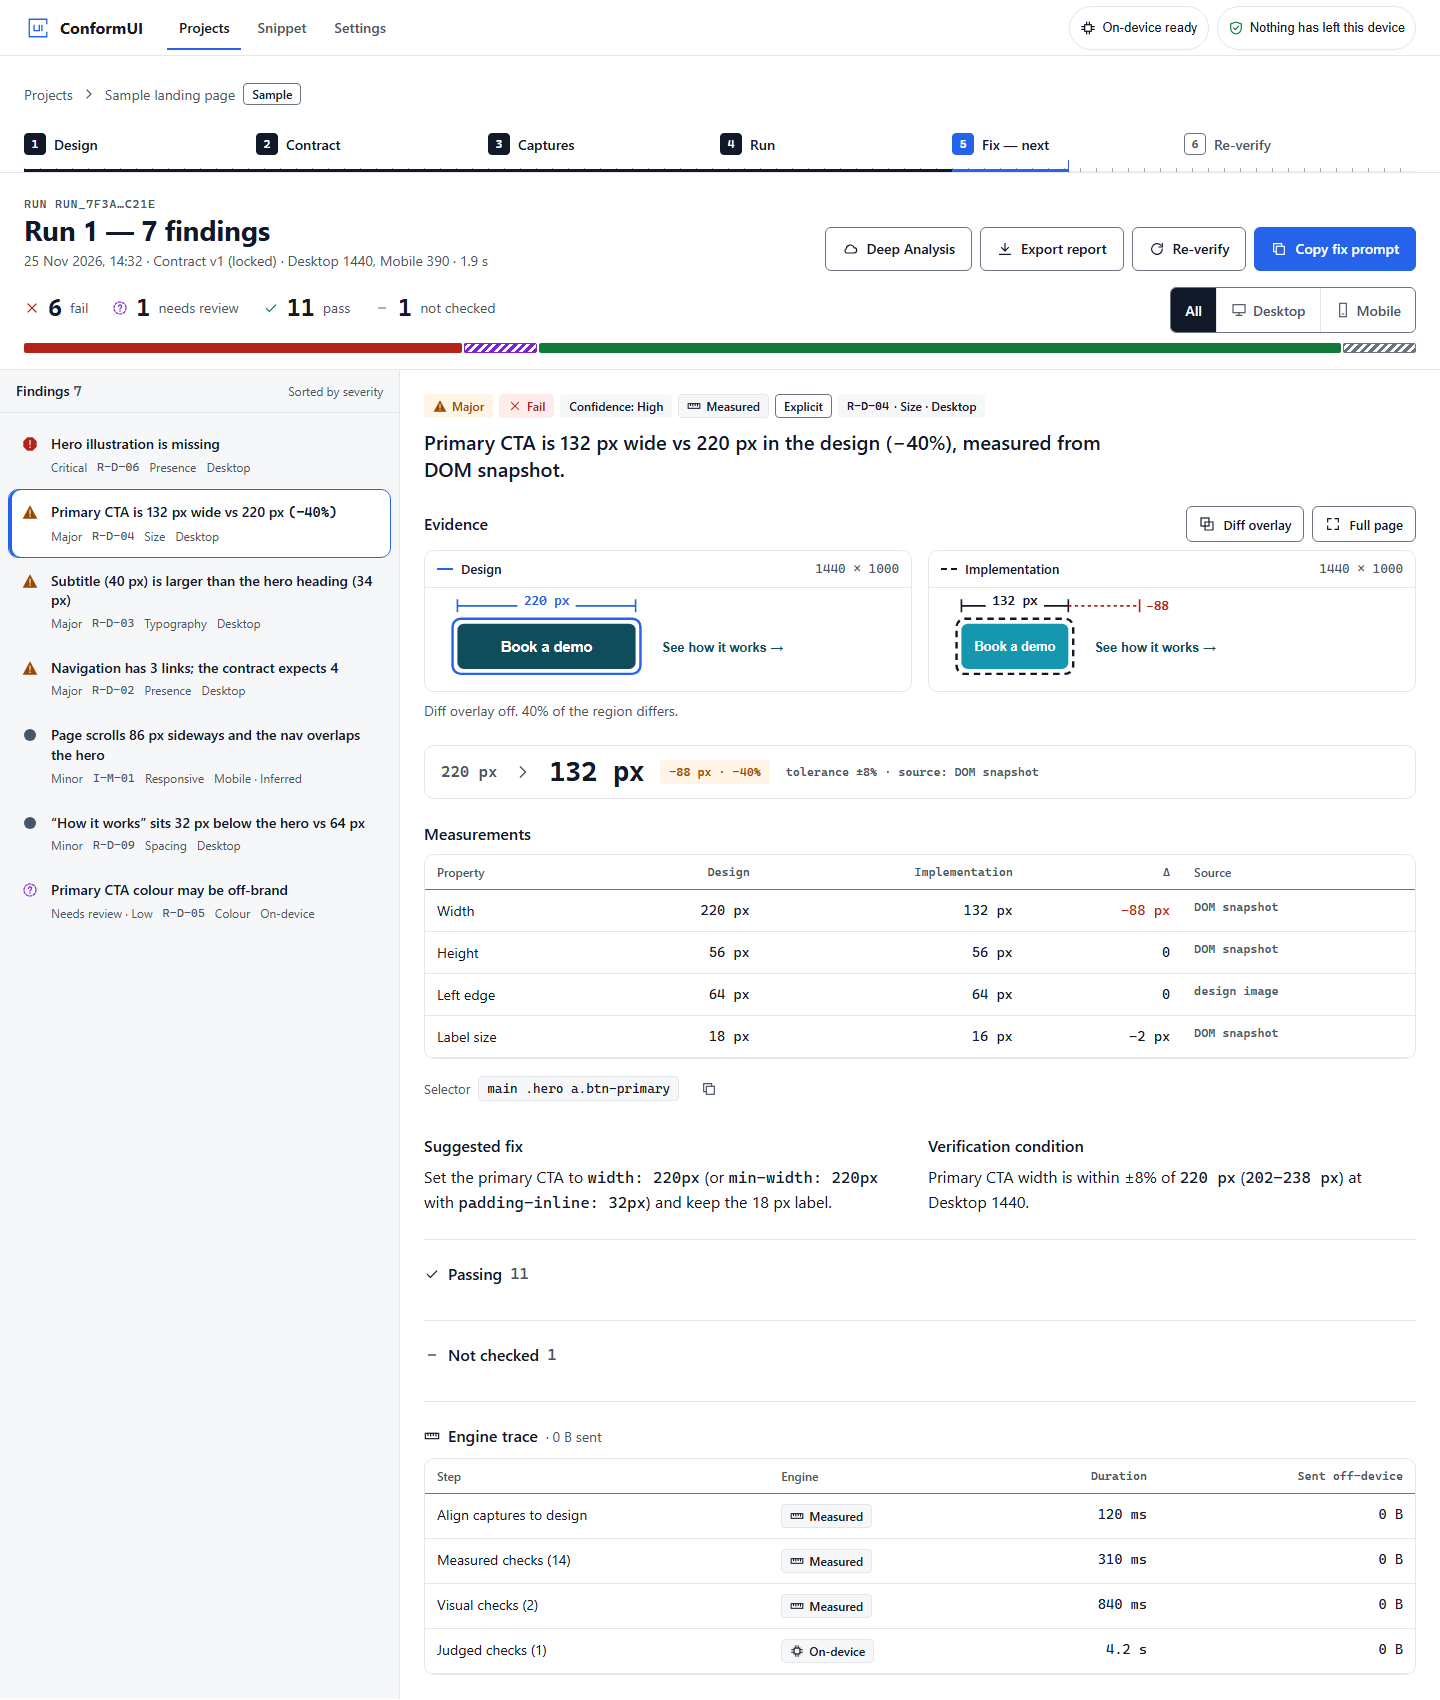 UI ConformUI Projects Snippet Settings On-device ready Nothing has left this device
Projects > Sample landing page Sample
1 Design 2 Contract 3 Captures 4 Run 5 Fix — next 6 Re-verify
RUN RUN_7F3A…C21E
Run 1 — 7 findings
25 Nov 2026, 14:32 · Contract v1 (locked) · Desktop 1440, Mobile 390 · 1.9 s
Deep Analysis Export report Re-verify Copy fix prompt
6 fail 1 needs review 11 pass 1 not checked
All Desktop Mobile
Findings 7 Sorted by severity
Hero illustration is missing
Critical R-D-06 Presence Desktop
Primary CTA is 132 px wide vs 220 px (−40%)
Major R-D-04 Size Desktop
Subtitle (40 px) is larger than the hero heading (34
px)
Major R-D-03 Typography Desktop
Navigation has 3 links; the contract expects 4
Major R-D-02 Presence Desktop
Page scrolls 86 px sideways and the nav overlaps
the hero
Minor I-M-01 Responsive Mobile · Inferred
“How it works” sits 32 px below the hero vs 64 px
Minor R-D-09 Spacing Desktop
Primary CTA colour may be off-brand
Needs review · Low R-D-05 Colour On-device
Major Fail Confidence: High Measured Explicit R-D-04 · Size · Desktop
Primary CTA is 132 px wide vs 220 px in the design (−40%), measured from
DOM snapshot.
Evidence Diff overlay Full page
Design 1440 × 1000
220 px
Book a demo See how it works →
Implementation 1440 × 1000
132 px −88
Book a demo See how it works →
Diff overlay off. 40% of the region differs.
220 px > 132 px −88 px · −40% tolerance ±8% · source: DOM snapshot
Measurements
Property Design Implementation Δ Source
Width 220 px 132 px −88 px DOM snapshot
Height 56 px 56 px 0 DOM snapshot
Left edge 64 px 64 px 0 design image
Label size 18 px 16 px −2 px DOM snapshot
Selector main .hero a.btn-primary
Suggested fix
Set the primary CTA to width: 220px (or min-width: 220px
with padding-inline: 32px) and keep the 18 px label.
Verification condition
Primary CTA width is within ±8% of 220 px (202–238 px) at
Desktop 1440.
Passing 11
Not checked 1
Engine trace · 0 B sent
Step Engine Duration Sent off-device
Align captures to design Measured 120 ms 0 B
Measured checks (14) Measured 310 ms 0 B
Visual checks (2) Measured 840 ms 0 B
Judged checks (1) On-device 4.2 s 0 B